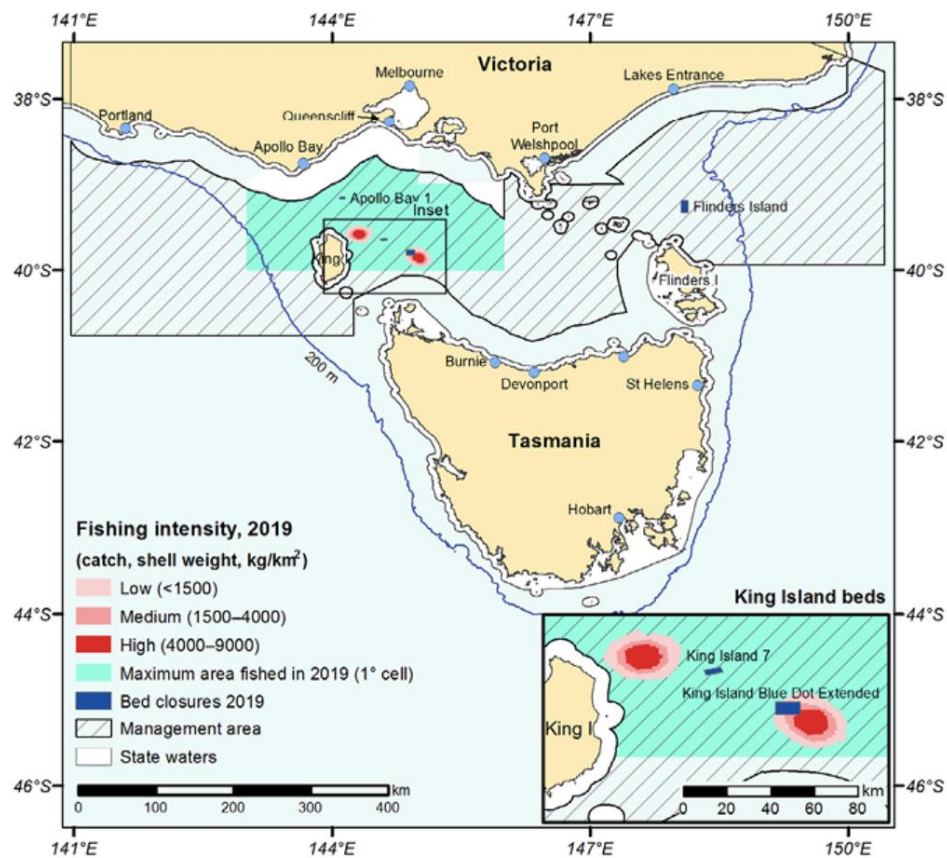 141°E
144°E
147°E
150°E
Victoria
Melbourne
Lakes Entrance
38°S
38°S
Portland
Queenscliff
Port
Welshpool
Apollo Bay
Apollo Bay 1
Inset
Flinders Island
40°S
King I
40°S
Flinders I
200 m
Burnie
Devonport
St Helens
42°S
42°S
Tasmania
Hobart
Fishing intensity, 2019
(catch, shell weight, kg/km²)
Low (<1500)
Medium (1500–4000)
High (4000–9000)
Maximum area fished in 2019 (1° cell)
Bed closures 2019
Management area
State waters
km
0 100 200 300 400
44°S
44°S
King Island beds
King Island 7
King Island Blue Dot Extended
King I
km
0 20 40 60 80
46°S
46°S
141°E
144°E
147°E
150°E